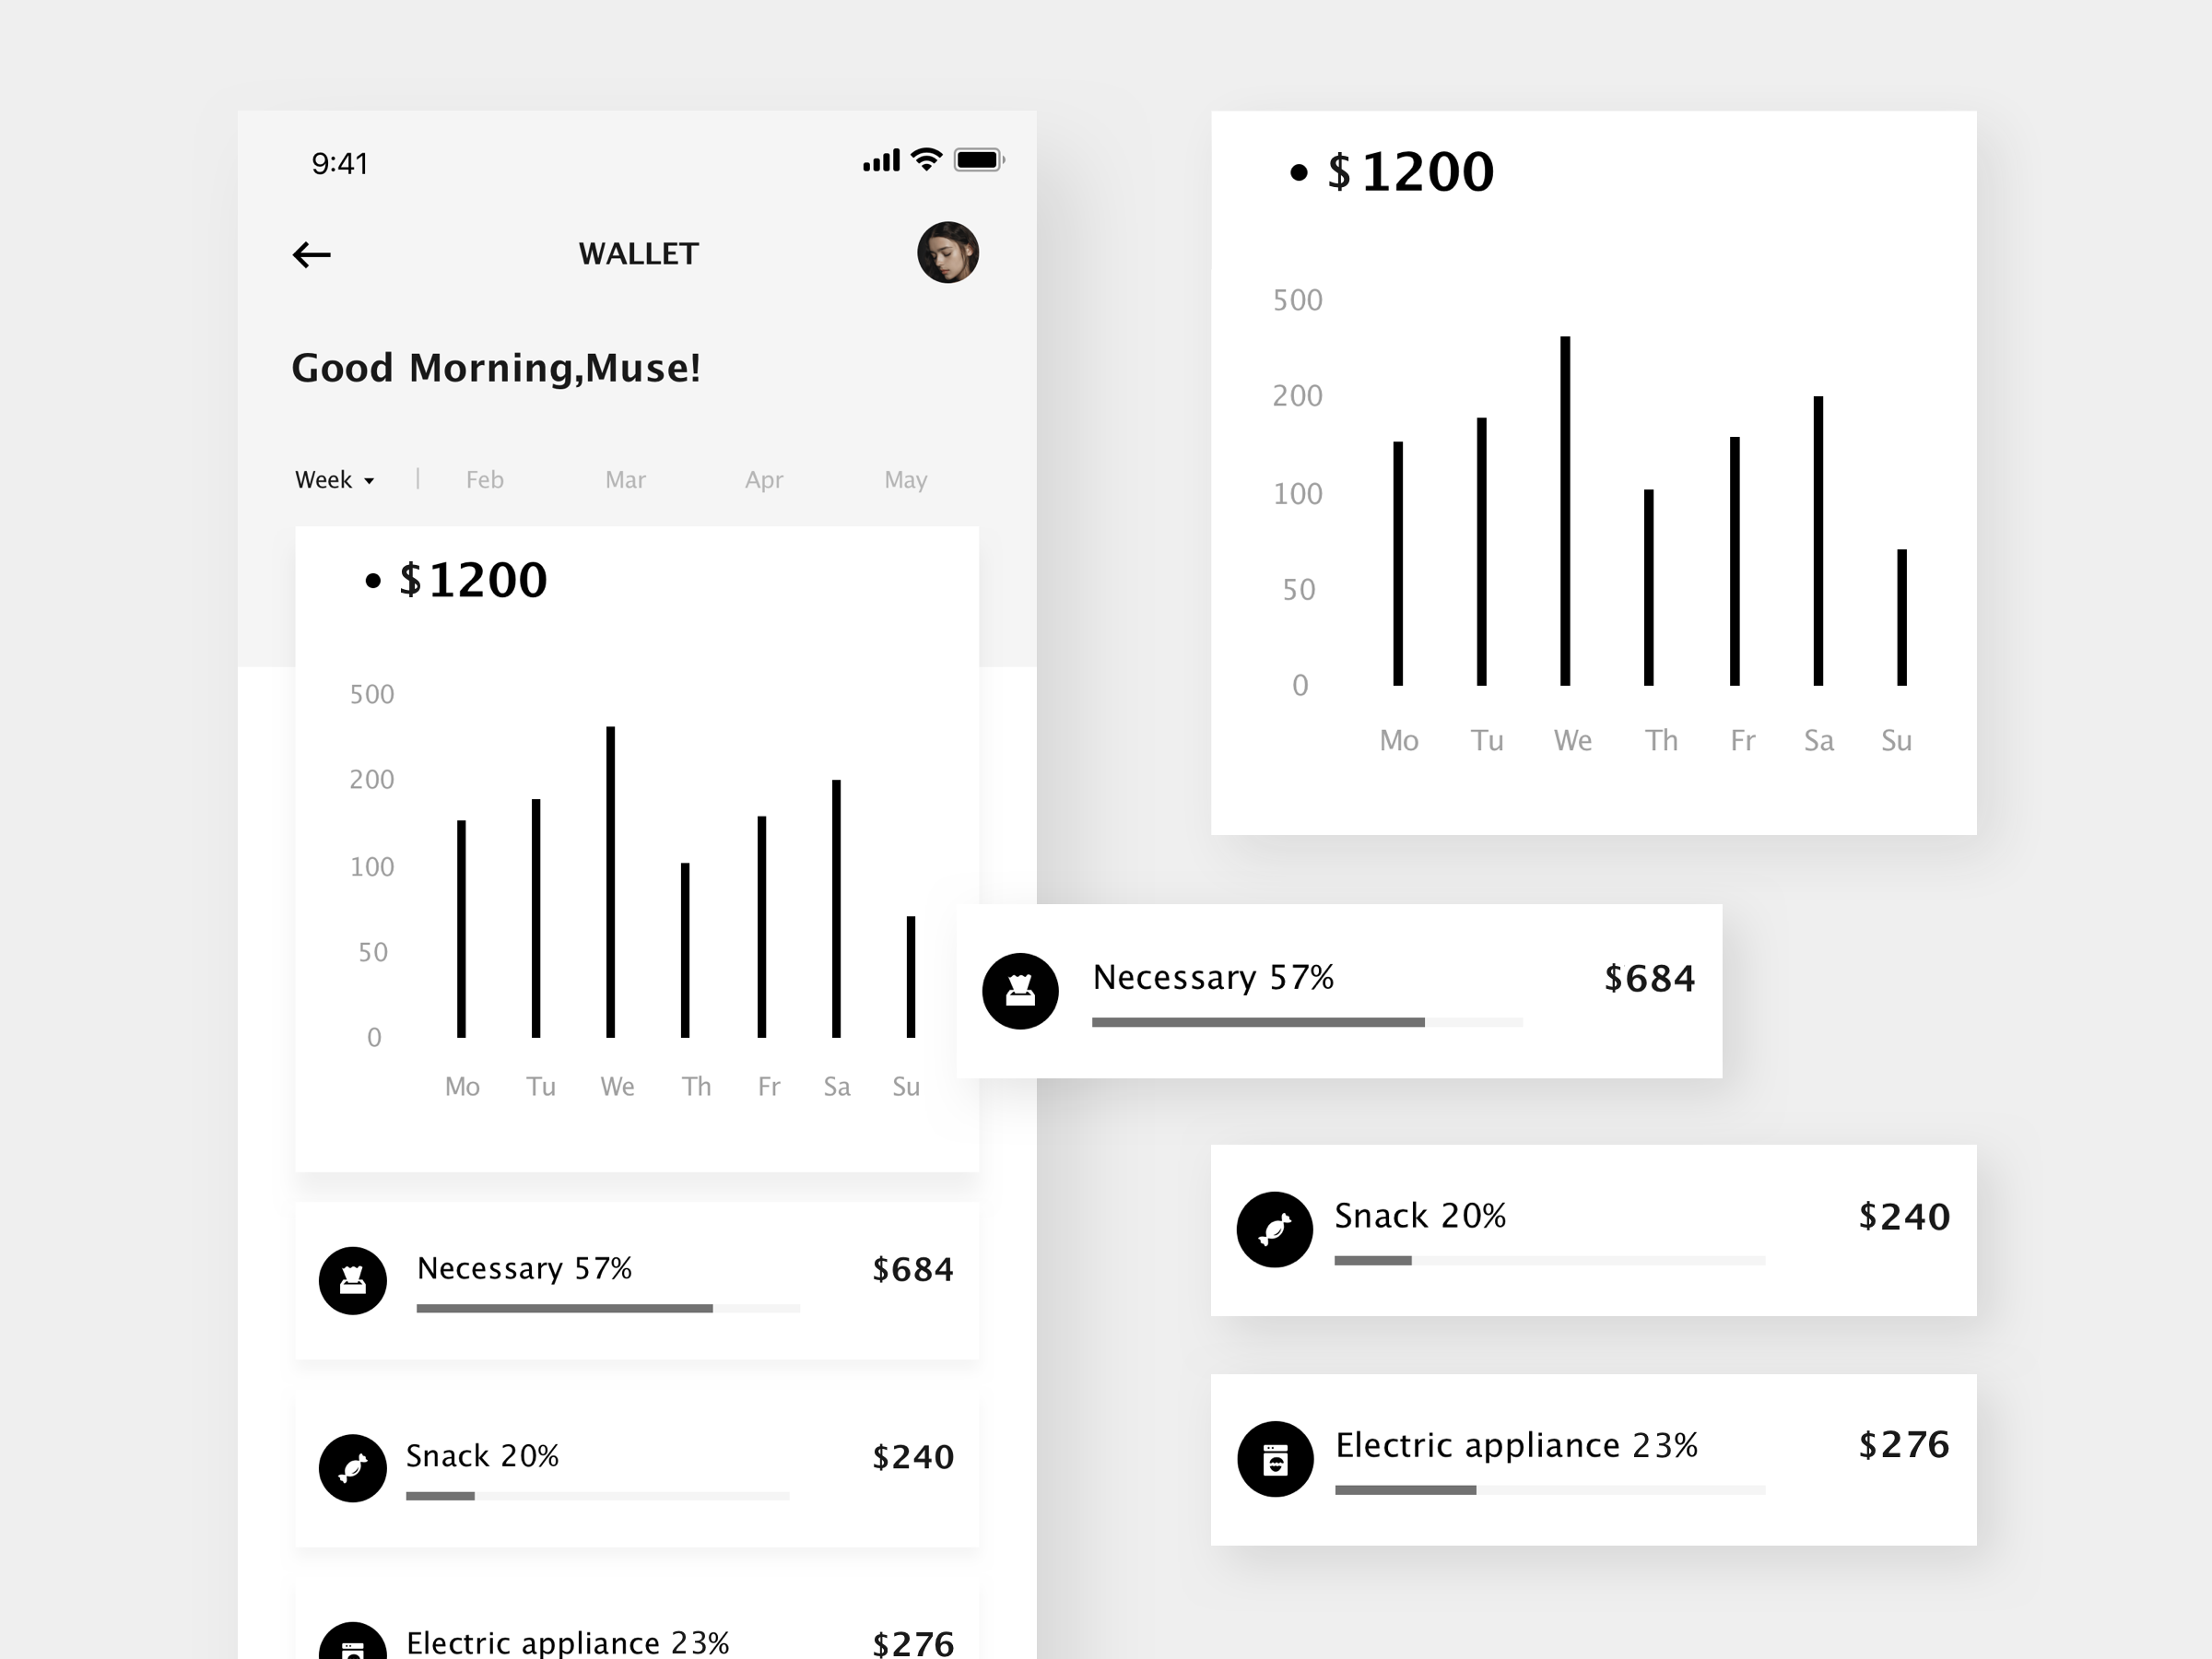 9:41
WALLET
Good Morning,Muse!
Week | Feb Mar Apr May
$1200
500
200
100
50
0
Mo Tu We Th Fr Sa Su
Necessary 57% $684
Snack 20% $240
Electric appliance 23% $276
$1200
500
200
100
50
0
Mo Tu We Th Fr Sa Su
Necessary 57% $684
Snack 20% $240
Electric appliance 23% $276